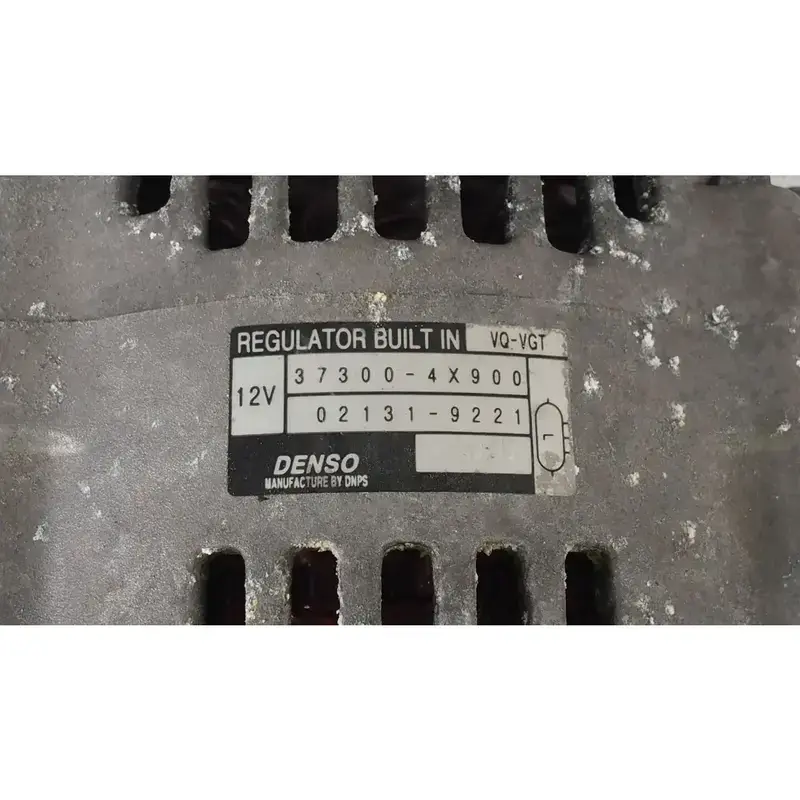 REGULATOR BUILT IN VQ-VGT
12V 37300-4X900
02131-9221
L
DENSO
MANUFACTURE BY DNPS